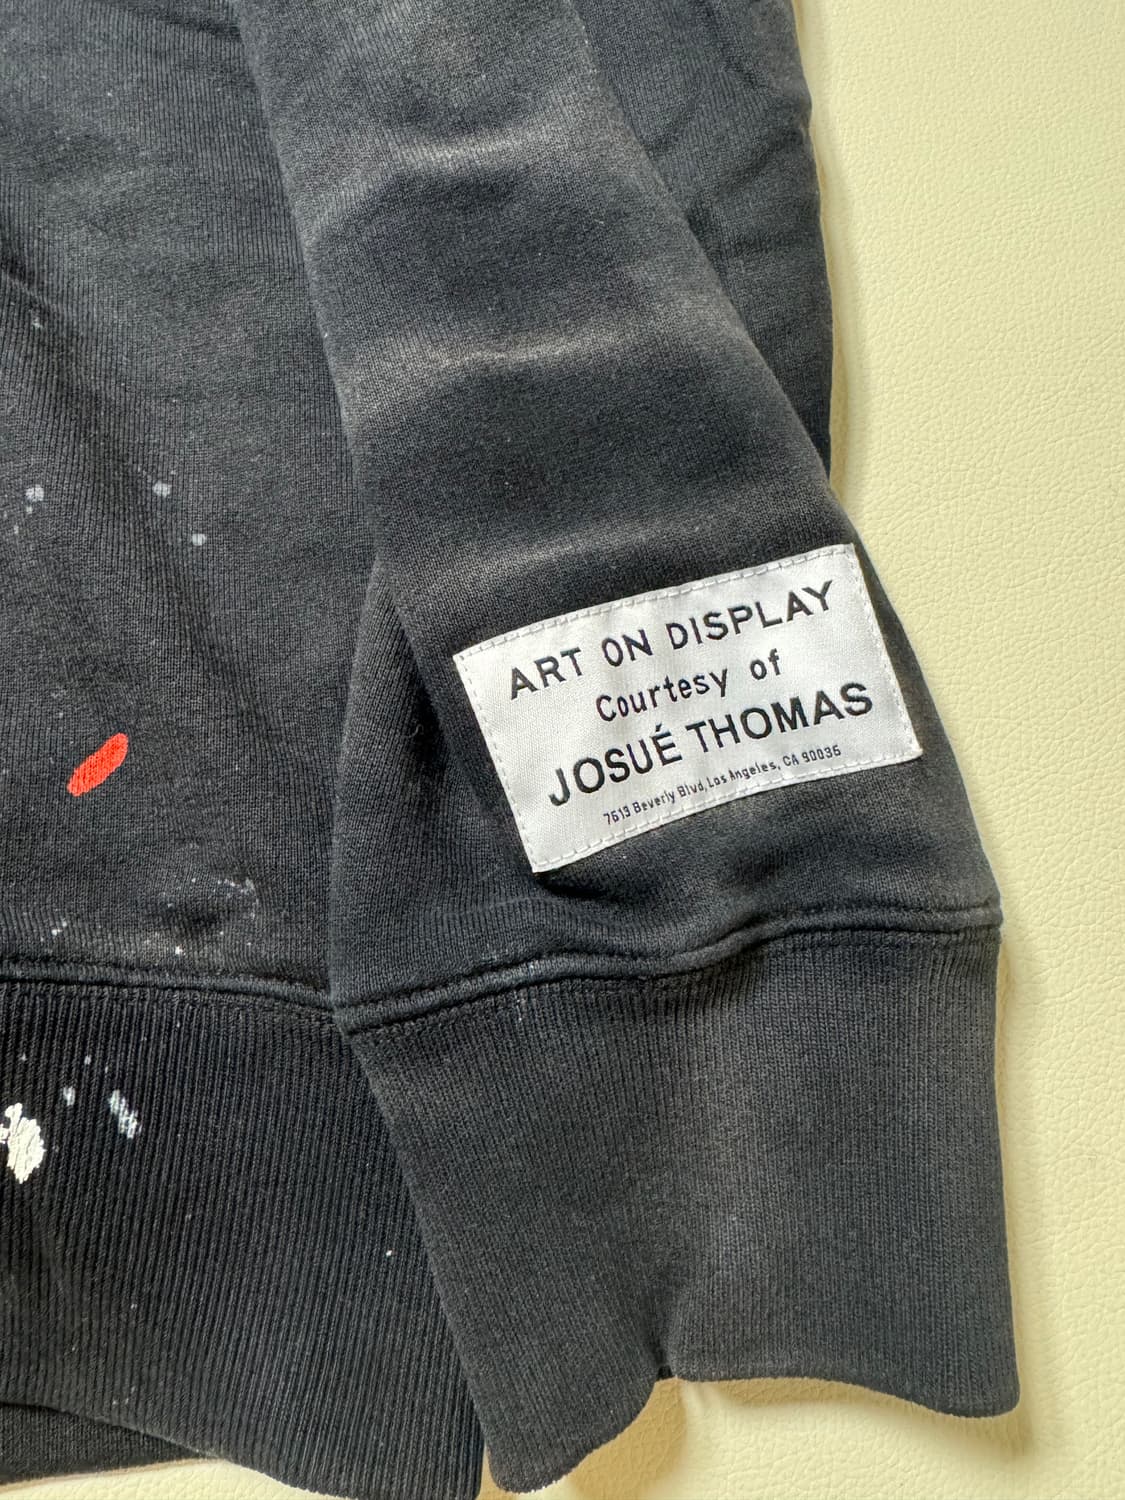 ART ON DISPLAY
Courtesy of
JOSUÉ THOMAS
7613 Beverly Blvd, Los Angeles, CA 90036